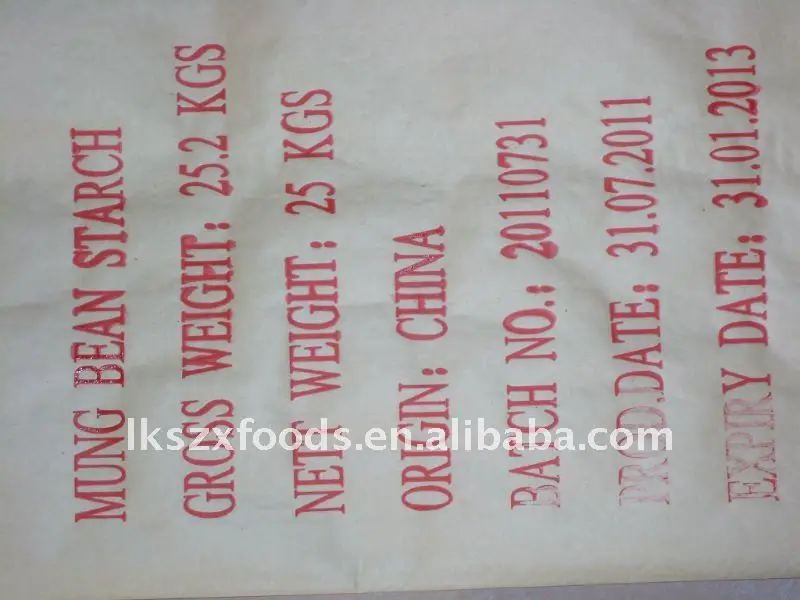 MUNG BEAN STARCH
GROSS WEIGHT: 25.2 KGS
NETT WEIGHT: 25 KGS
ORIGIN: CHINA
BATCH NO.: 20110731
PROD.DATE: 31.07.2011
EXPIRY DATE: 31.01.2013
lkszxfoods.en.alibaba.com